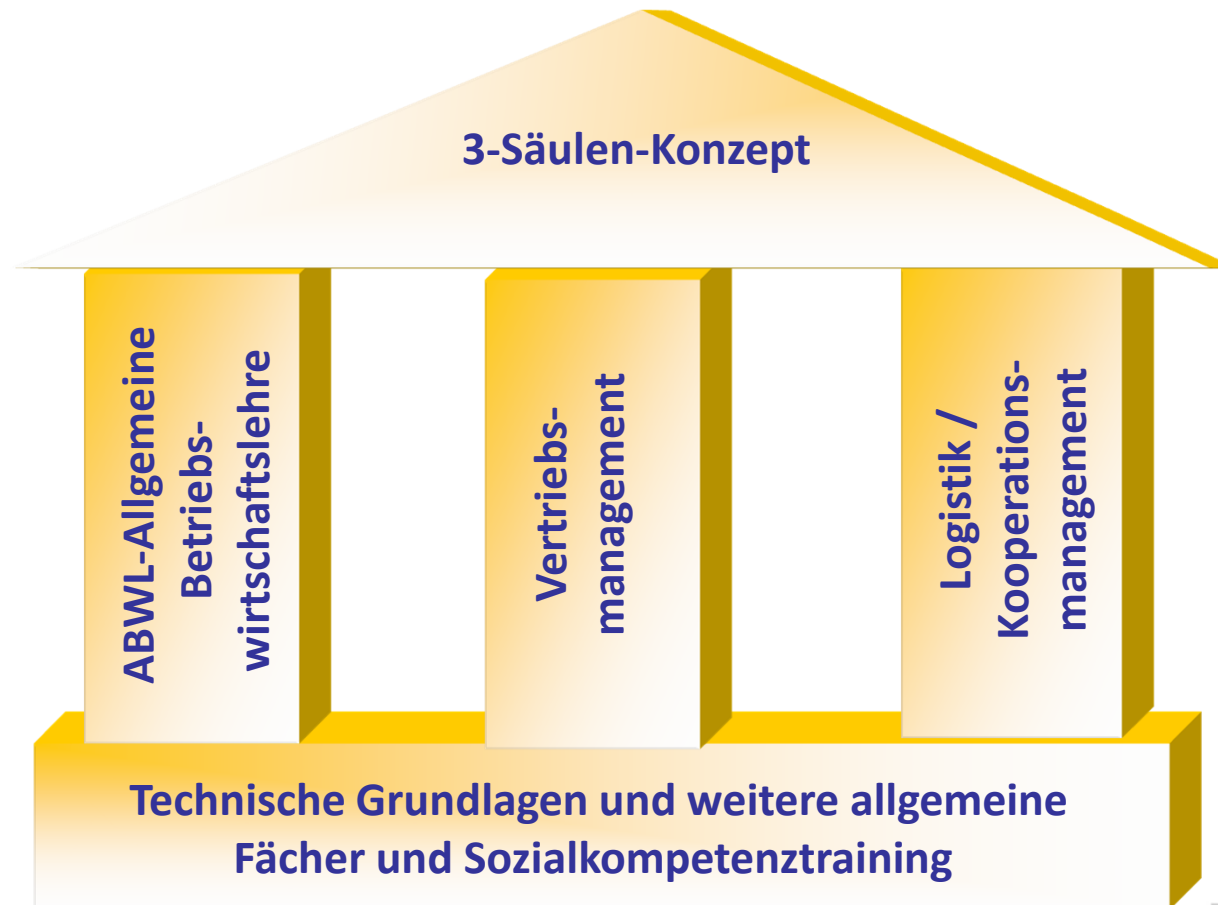 3-Säulen-Konzept
ABWL-Allgemeine
Betriebs-
wirtschaftslehre
Vertriebs-
management
Logistik /
Kooperations-
management
Technische Grundlagen und weitere allgemeine
Fächer und Sozialkompetenztraining